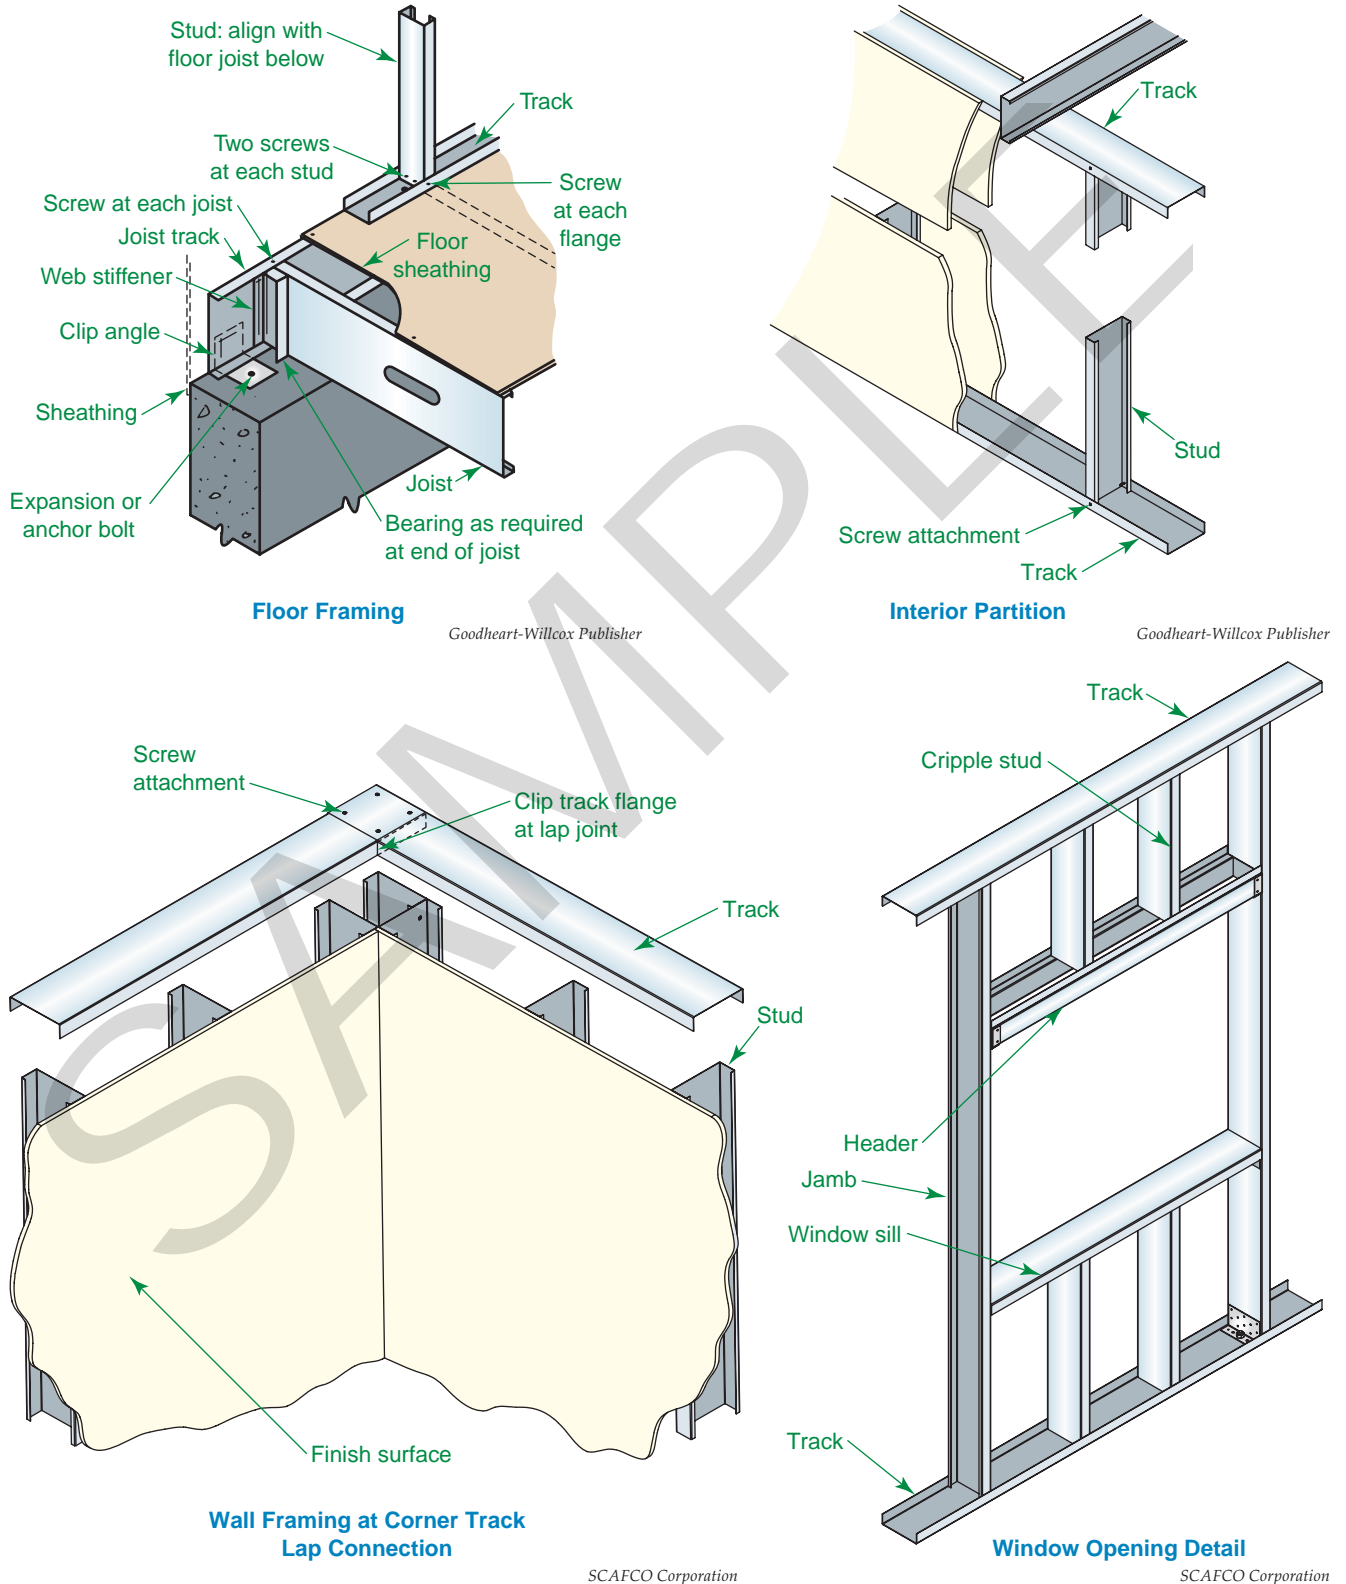 Stud: align with
floor joist below
Track
Two screws
at each stud
Screw
at each
flange
Screw at each joist
Joist track
Floor
sheathing
Web stiffener
Clip angle
Sheathing
Expansion or
anchor bolt
Joist
Bearing as required
at end of joist
Floor Framing
Goodheart-Willcox Publisher
Track
Stud
Screw attachment
Track
Interior Partition
Goodheart-Willcox Publisher
Screw
attachment
Clip track flange
at lap joint
Track
Stud
Finish surface
Wall Framing at Corner Track
Lap Connection
SCAFCO Corporation
Track
Cripple stud
Header
Jamb
Window sill
Track
Window Opening Detail
SCAFCO Corporation
SAMPLE